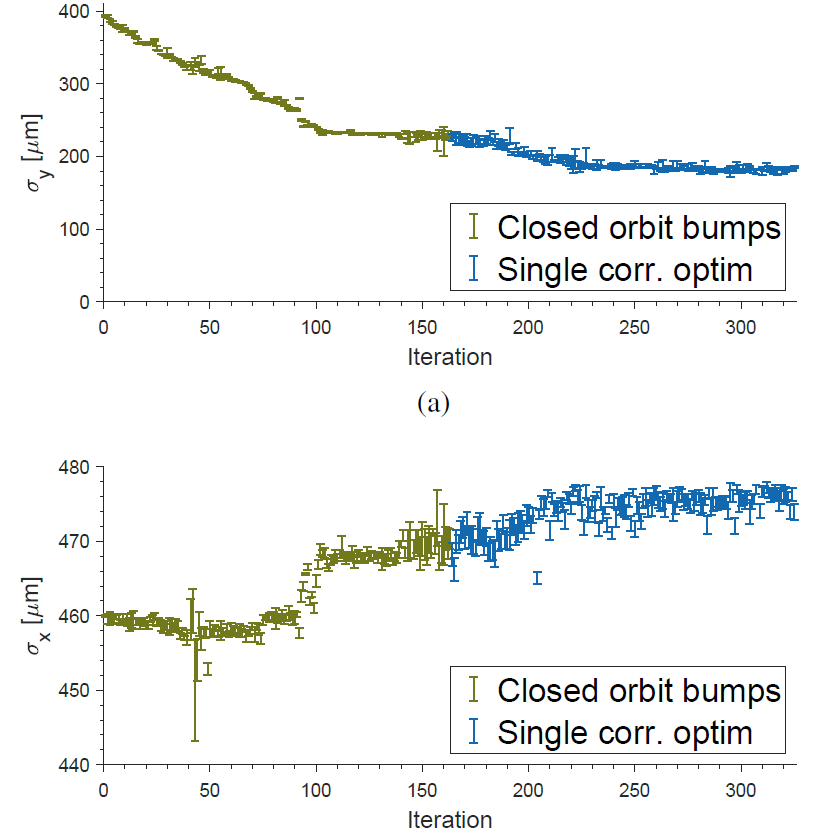 400
300
200
100
0
σy [μm]
Closed orbit bumps
Single corr. optim
0 50 100 150 200 250 300
Iteration
(a)
480
470
460
450
440
σx [μm]
Closed orbit bumps
Single corr. optim
0 50 100 150 200 250 300
Iteration